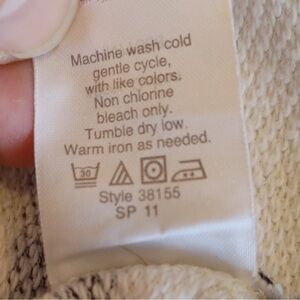 Machine wash cold
gentle cycle,
with like colors.
Non chlorine
bleach only.
Tumble dry low.
Warm iron as needed.
30
Style 38155
SP 11